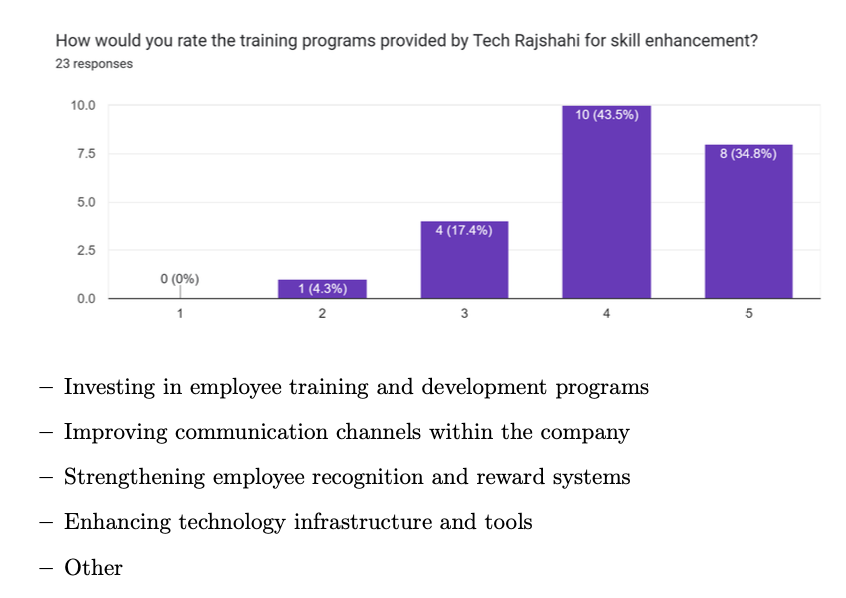 How would you rate the training programs provided by Tech Rajshahi for skill enhancement?
23 responses
10.0
7.5
5.0
2.5
0.0
0 (0%)
1 (4.3%)
4 (17.4%)
10 (43.5%)
8 (34.8%)
1
2
3
4
5
– Investing in employee training and development programs
– Improving communication channels within the company
– Strengthening employee recognition and reward systems
– Enhancing technology infrastructure and tools
– Other